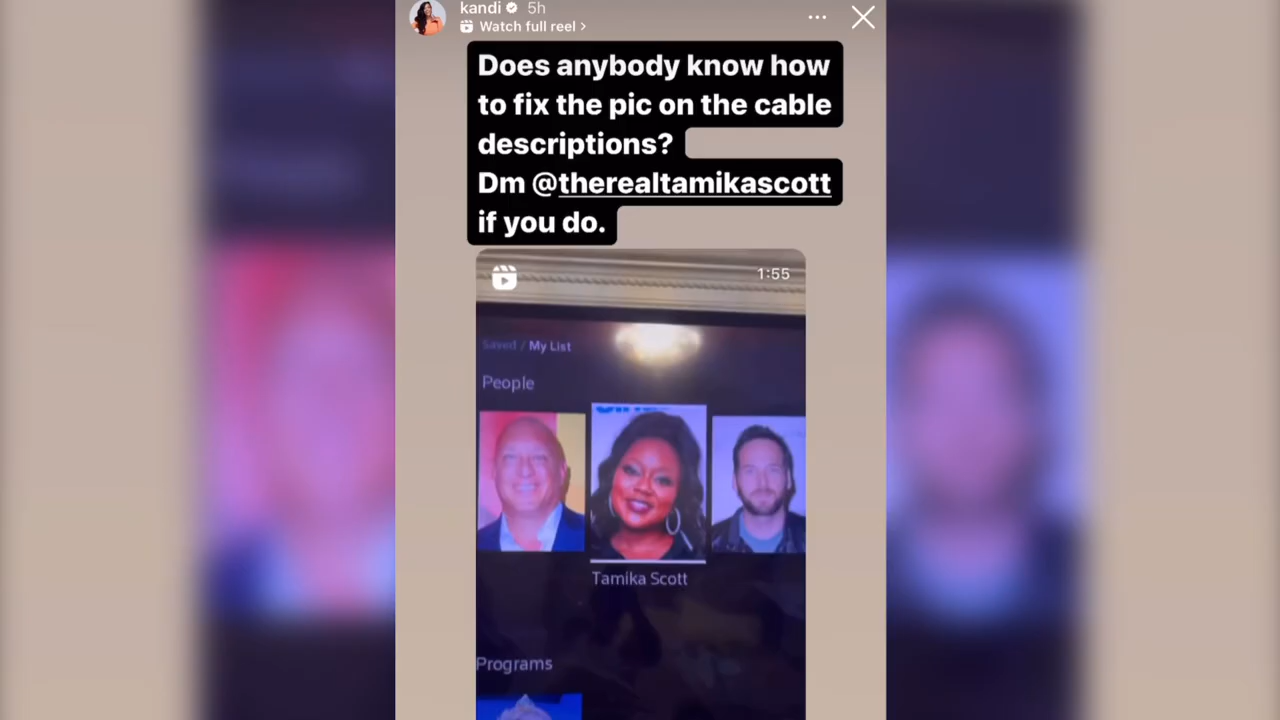 kandi 5h
Watch full reel >
Does anybody know how
to fix the pic on the cable
descriptions?
Dm @therealtamikascott
if you do.
1:55
Saved / My List
People
Tamika Scott
Programs